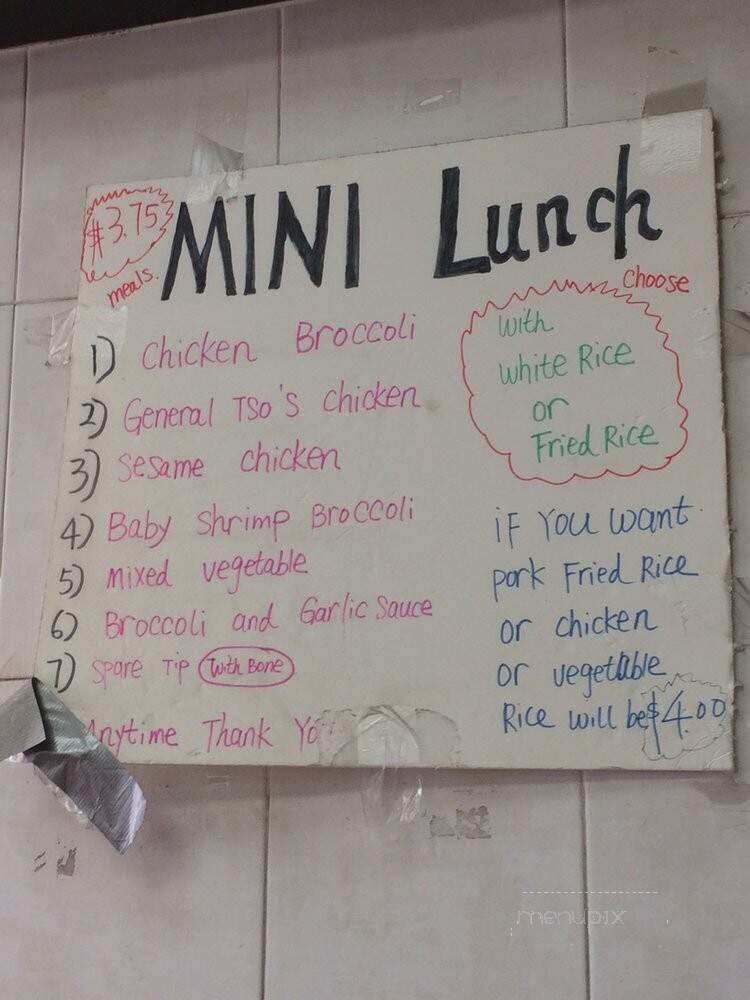 $3.75
meals.
MINI Lunch
1) Chicken Broccoli
2) General TSO's chicken
3) Sesame chicken
4) Baby Shrimp Broccoli
5) mixed vegetable
6) Broccoli and Garlic Sauce
7) Spare Tip (With Bone)
Anytime Thank Yo
Choose
with
white Rice
or
Fried Rice
iF You want
pork Fried Rice
or chicken
or vegetable
Rice will be $4.00
menupix